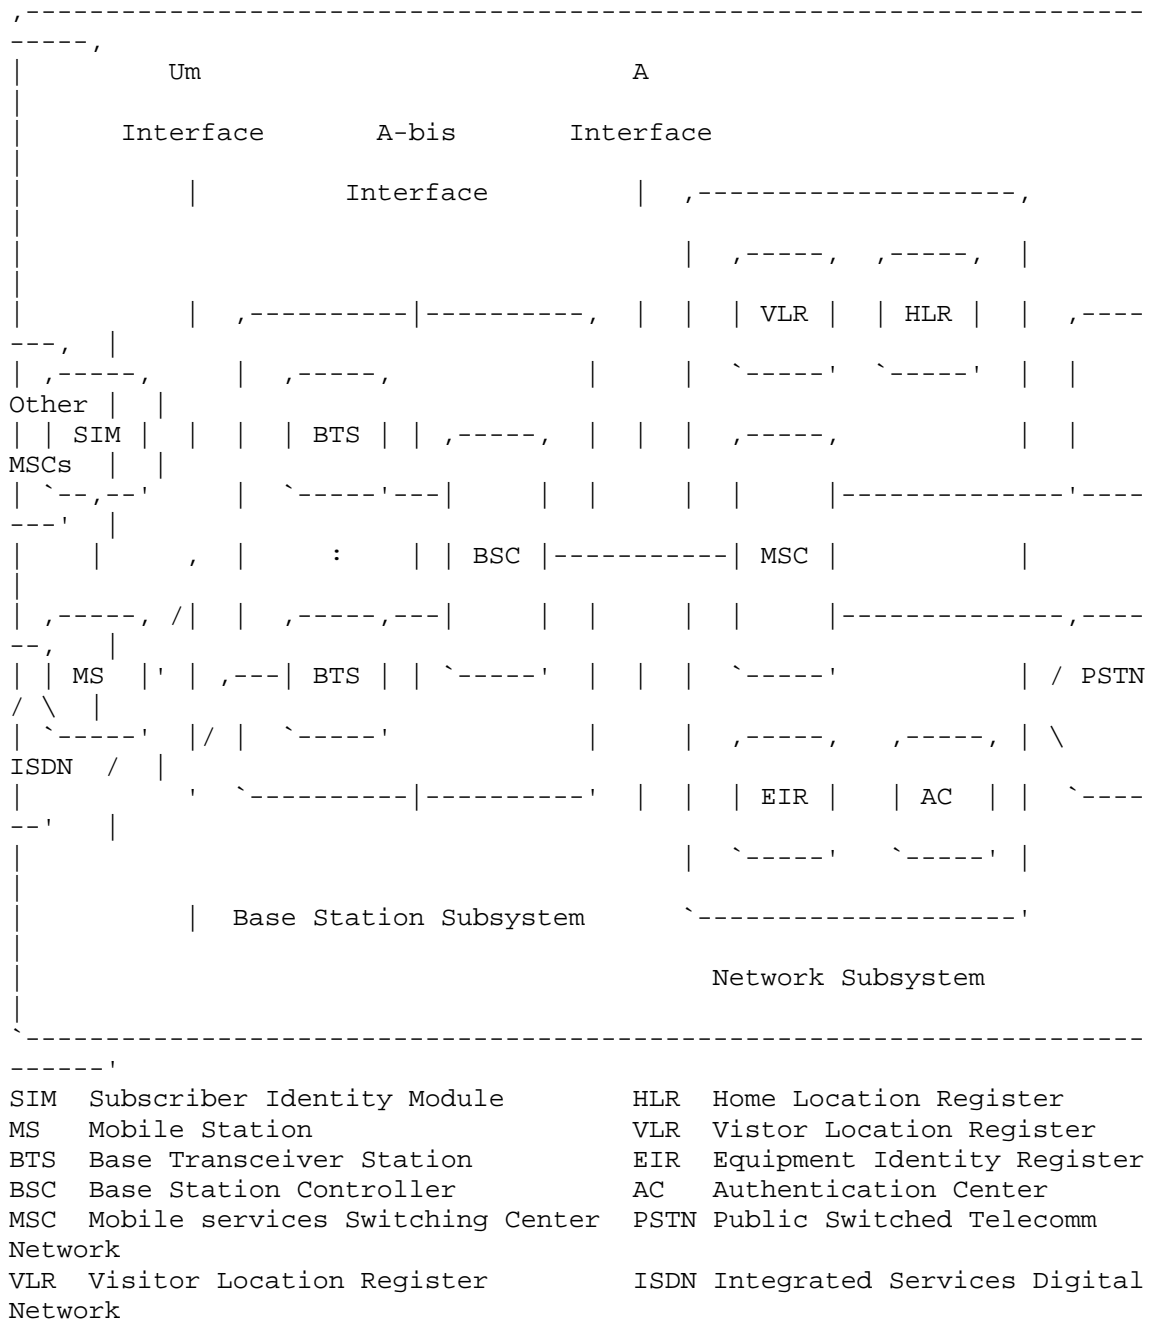 ,----------------------------------------------------------------------
-----,
|         Um                           A
|
|      Interface       A-bis       Interface
|
|          |         Interface         |  ,--------------------,
|
|                                         |  ,-----,  ,-----,  |
|
|          |  ,----------|----------,  |  |  | VLR |  | HLR |  |  ,----
---,  |
| ,-----,     |  ,-----,            |     |  `-----'  `-----' |  |
Other |  |
| | SIM |  |  |  | BTS | | ,-----,  |  |  |  ,-----,           |  |
MSCs  |  |
| `--,--'     |  `-----'---|     |  |     |  |     |--------------'----
---'  |
|    |     ,  |     :    | | BSC |-----------| MSC |           |
|
| ,-----, /|  |  ,-----,---|     |  |     |  |     |--------------,----
--,   |
| | MS  |' | ,---| BTS | | `-----'  |  |  |  `-----'           | / PSTN
/ \  |
| `-----'  |/ |  `-----'            |     |  ,-----,   ,-----, | \
ISDN  /  |
|          '  `----------|----------'  |  |  | EIR |   | AC  | |  `----
--'   |
|                                         |  `-----'   `-----' |
|
|          |  Base Station Subsystem      `--------------------'
|
|                                           Network Subsystem
|
`----------------------------------------------------------------------
------'
SIM  Subscriber Identity Module        HLR  Home Location Register
MS   Mobile Station                    VLR  Vistor Location Register
BTS  Base Transceiver Station          EIR  Equipment Identity Register
BSC  Base Station Controller           AC   Authentication Center
MSC  Mobile services Switching Center  PSTN Public Switched Telecomm
Network
VLR  Visitor Location Register         ISDN Integrated Services Digital
Network